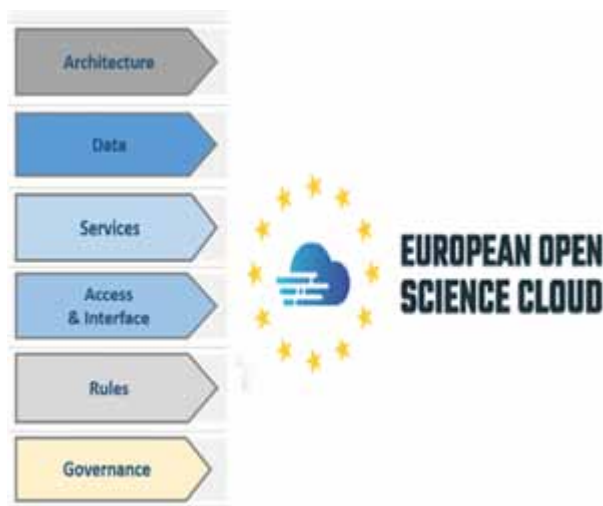 Architecture
Data
Services
Access
& Interface
Rules
Governance
EUROPEAN OPEN
SCIENCE CLOUD